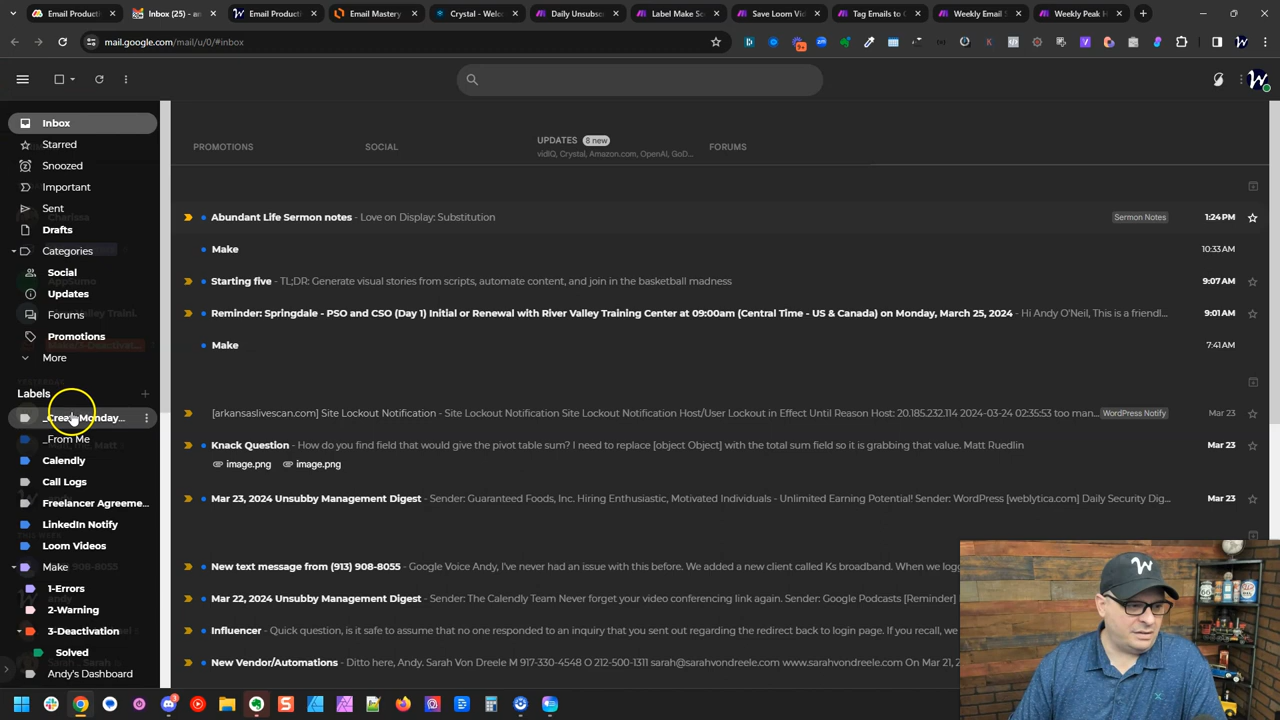 Email Producti
Inbox (25) - an
Email Producti
Email Mastery
Crystal - Welco
Daily Unsubsc
Label Make Sc
Save Loom Vid
Tag Emails to C
Weekly Email S
Weekly Peak H
mail.google.com/mail/u/0/#inbox
9+
Inbox
Starred
Snoozed
Important
Sent
Drafts
Categories
Social
Updates
Forums
Promotions
More
Labels
_Create Monday...
_From Me
Calendly
Call Logs
Freelancer Agreeme...
LinkedIn Notify
Loom Videos
Make
1-Errors
2-Warning
3-Deactivation
Solved
Andy's Dashboard
PROMOTIONS
SOCIAL
UPDATES 8 new
vidIQ, Crystal, Amazon.com, OpenAI, GoD...
FORUMS
Abundant Life Sermon notes - Love on Display: Substitution Sermon Notes 1:24 PM
Make 10:33 AM
Starting five - TL;DR: Generate visual stories from scripts, automate content, and join in the basketball madness 9:07 AM
Reminder: Springdale - PSO and CSO (Day 1) Initial or Renewal with River Valley Training Center at 09:00am (Central Time - US & Canada) on Monday, March 25, 2024 - Hi Andy O'Neil, This is a friendl... 9:01 AM
Make 7:41 AM
[arkansaslivescan.com] Site Lockout Notification - Site Lockout Notification Site Lockout Notification Host/User Lockout in Effect Until Reason Host: 20.185.232.114 2024-03-24 02:35:53 too man... WordPress Notify Mar 23
Knack Question - How do you find field that would give the pivot table sum? I need to replace [object Object] with the total sum field so it is grabbing that value. Matt Ruedlin Mar 23
image.png image.png
Mar 23, 2024 Unsubby Management Digest - Sender: Guaranteed Foods, Inc. Hiring Enthusiastic, Motivated Individuals - Unlimited Earning Potential! Sender: WordPress [weblytica.com] Daily Security Dig... Mar 23
New text message from (913) 908-8055 - Google Voice Andy, I've never had an issue with this before. We added a new client called Ks broadband. When we log
Mar 22, 2024 Unsubby Management Digest - Sender: The Calendly Team Never forget your video conferencing link again. Sender: Google Podcasts [Reminder]
Influencer - Quick question, is it safe to assume that no one responded to an inquiry that you sent out regarding the redirect back to login page. If you recall, we
New Vendor/Automations - Ditto here, Andy. Sarah Von Dreele M 917-330-4548 O 212-500-1311 sarah@sarahvondreele.com www.sarahvondreele.com On Mar 21,